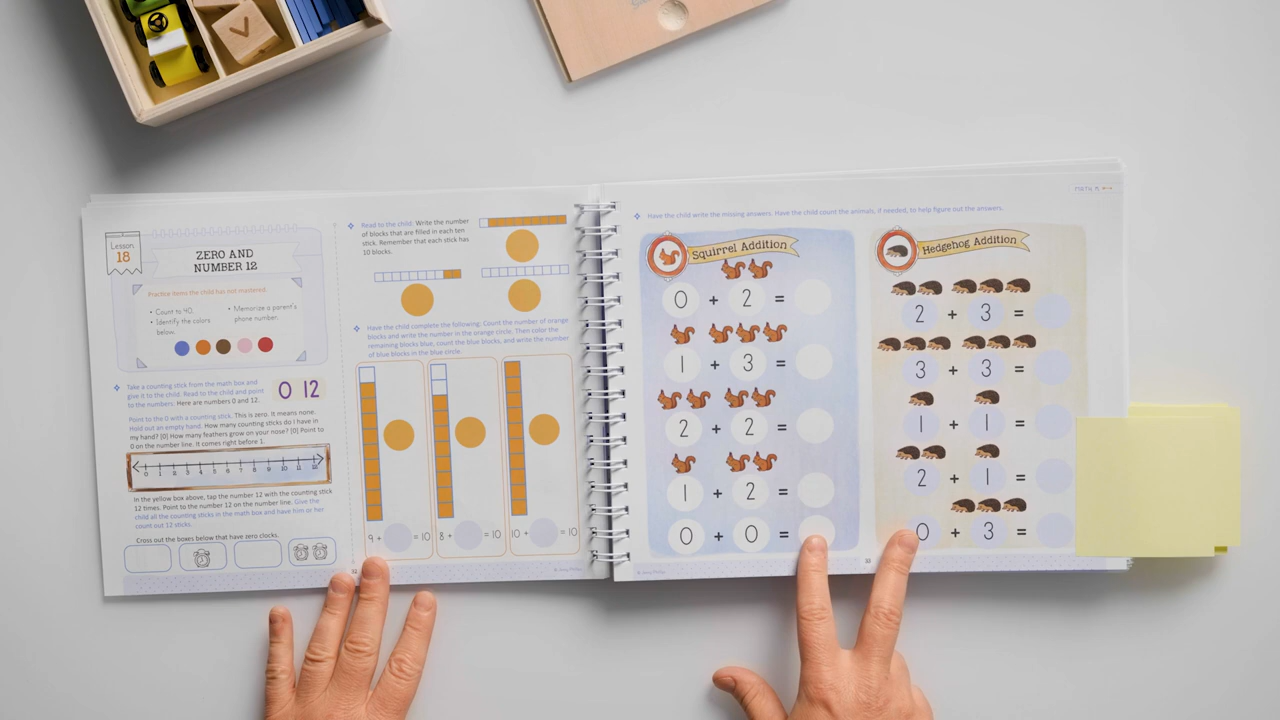 Lesson
18
ZERO AND
NUMBER 12
Practice items the child has not mastered.
• Count to 40.
• Identify the colors
below.
• Memorize a parent's
phone number.
Take a counting stick from the math box and
give it to the child. Read to the child and point
to the numbers: Here are numbers 0 and 12.
0 12
Point to the 0 with a counting stick. This is zero. It means none.
Hold out an empty hand. How many counting sticks do I have in
my hand? [0] How many feathers grow on your nose? [0] Point to
0 on the number line. It comes right before 1.
0 1 2 3 4 5 6 7 8 9 10 11 12
In the yellow box above, tap the number 12 with the counting stick
12 times. Point to the number 12 on the number line. Give the
child all the counting sticks in the math box and have him or her
count out 12 sticks.
Cross out the boxes below that have zero clocks.
Read to the child: Write the number
of blocks that are filled in each ten
stick. Remember that each stick has
10 blocks.
Have the child complete the following: Count the number of orange
blocks and write the number in the orange circle. Then color the
remaining blocks blue, count the blue blocks, and write the number
of blue blocks in the blue circle.
9 + = 10
8 + = 10
10 + = 10
MATH K
Have the child write the missing answers. Have the child count the animals, if needed, to help figure out the answers.
Squirrel Addition
0 + 2 =
1 + 3 =
2 + 2 =
1 + 2 =
0 + 0 =
Hedgehog Addition
2 + 3 =
3 + 3 =
1 + 1 =
2 + 1 =
0 + 3 =